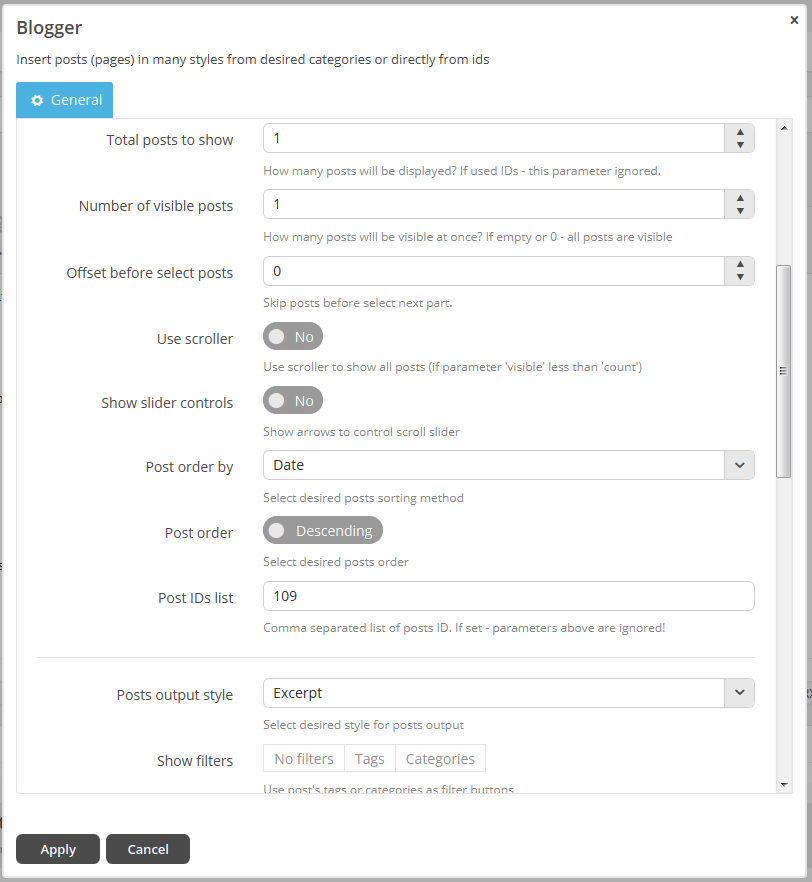 Blogger
×
Insert posts (pages) in many styles from desired categories or directly from ids
General
Total posts to show
1
How many posts will be displayed? If used IDs - this parameter ignored.
Number of visible posts
1
How many posts will be visible at once? If empty or 0 - all posts are visible
Offset before select posts
0
Skip posts before select next part.
Use scroller
No
Use scroller to show all posts (if parameter 'visible' less than 'count')
Show slider controls
No
Show arrows to control scroll slider
Post order by
Date
Select desired posts sorting method
Post order
Descending
Select desired posts order
Post IDs list
109
Comma separated list of posts ID. If set - parameters above are ignored!
Posts output style
Excerpt
Select desired style for posts output
Show filters
No filters Tags Categories
Use post's tags or categories as filter buttons
Apply
Cancel